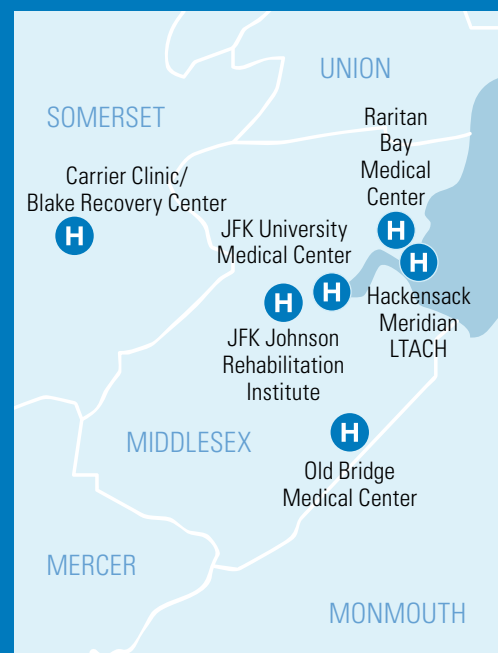 UNION
SOMERSET
Raritan
Bay
Medical
Center
Carrier Clinic/
Blake Recovery Center
H
H
JFK University
Medical Center
H
H
H
Hackensack
Meridian
LTACH
JFK Johnson
Rehabilitation
Institute
H
MIDDLESEX
Old Bridge
Medical Center
MERCER
MONMOUTH